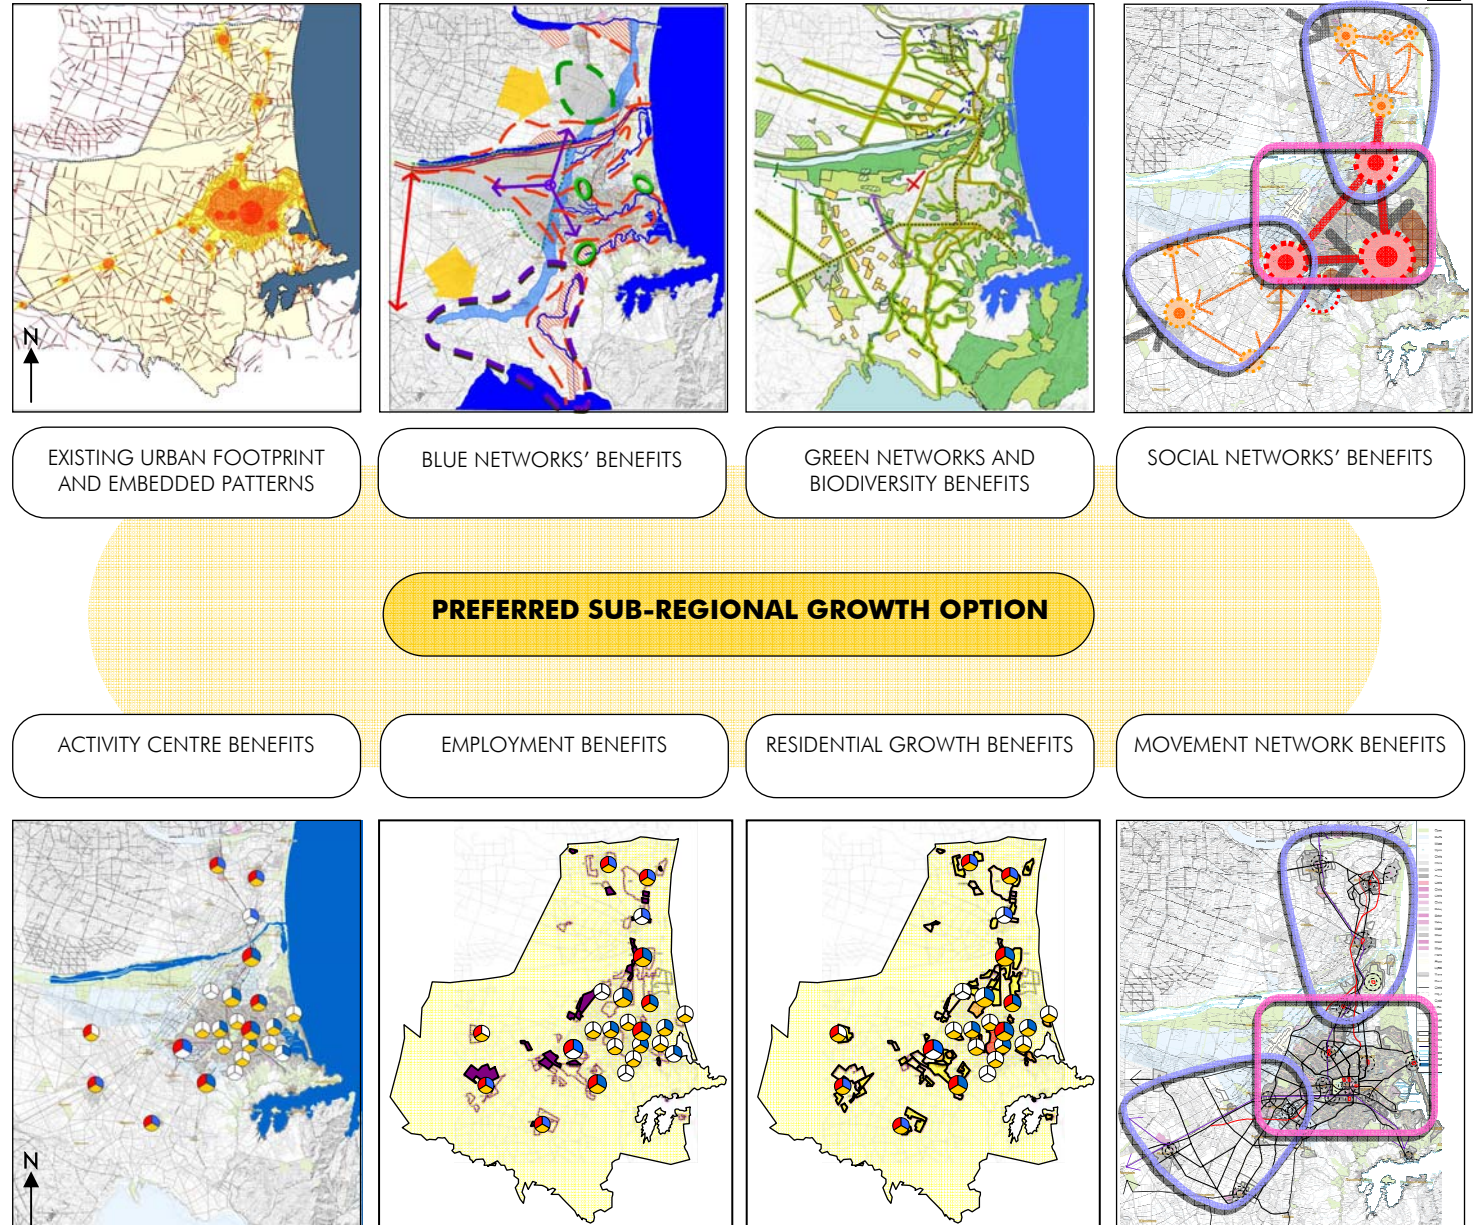 N
EXISTING URBAN FOOTPRINT
AND EMBEDDED PATTERNS
BLUE NETWORKS' BENEFITS
GREEN NETWORKS AND
BIODIVERSITY BENEFITS
SOCIAL NETWORKS' BENEFITS
PREFERRED SUB-REGIONAL GROWTH OPTION
ACTIVITY CENTRE BENEFITS
EMPLOYMENT BENEFITS
RESIDENTIAL GROWTH BENEFITS
MOVEMENT NETWORK BENEFITS
N